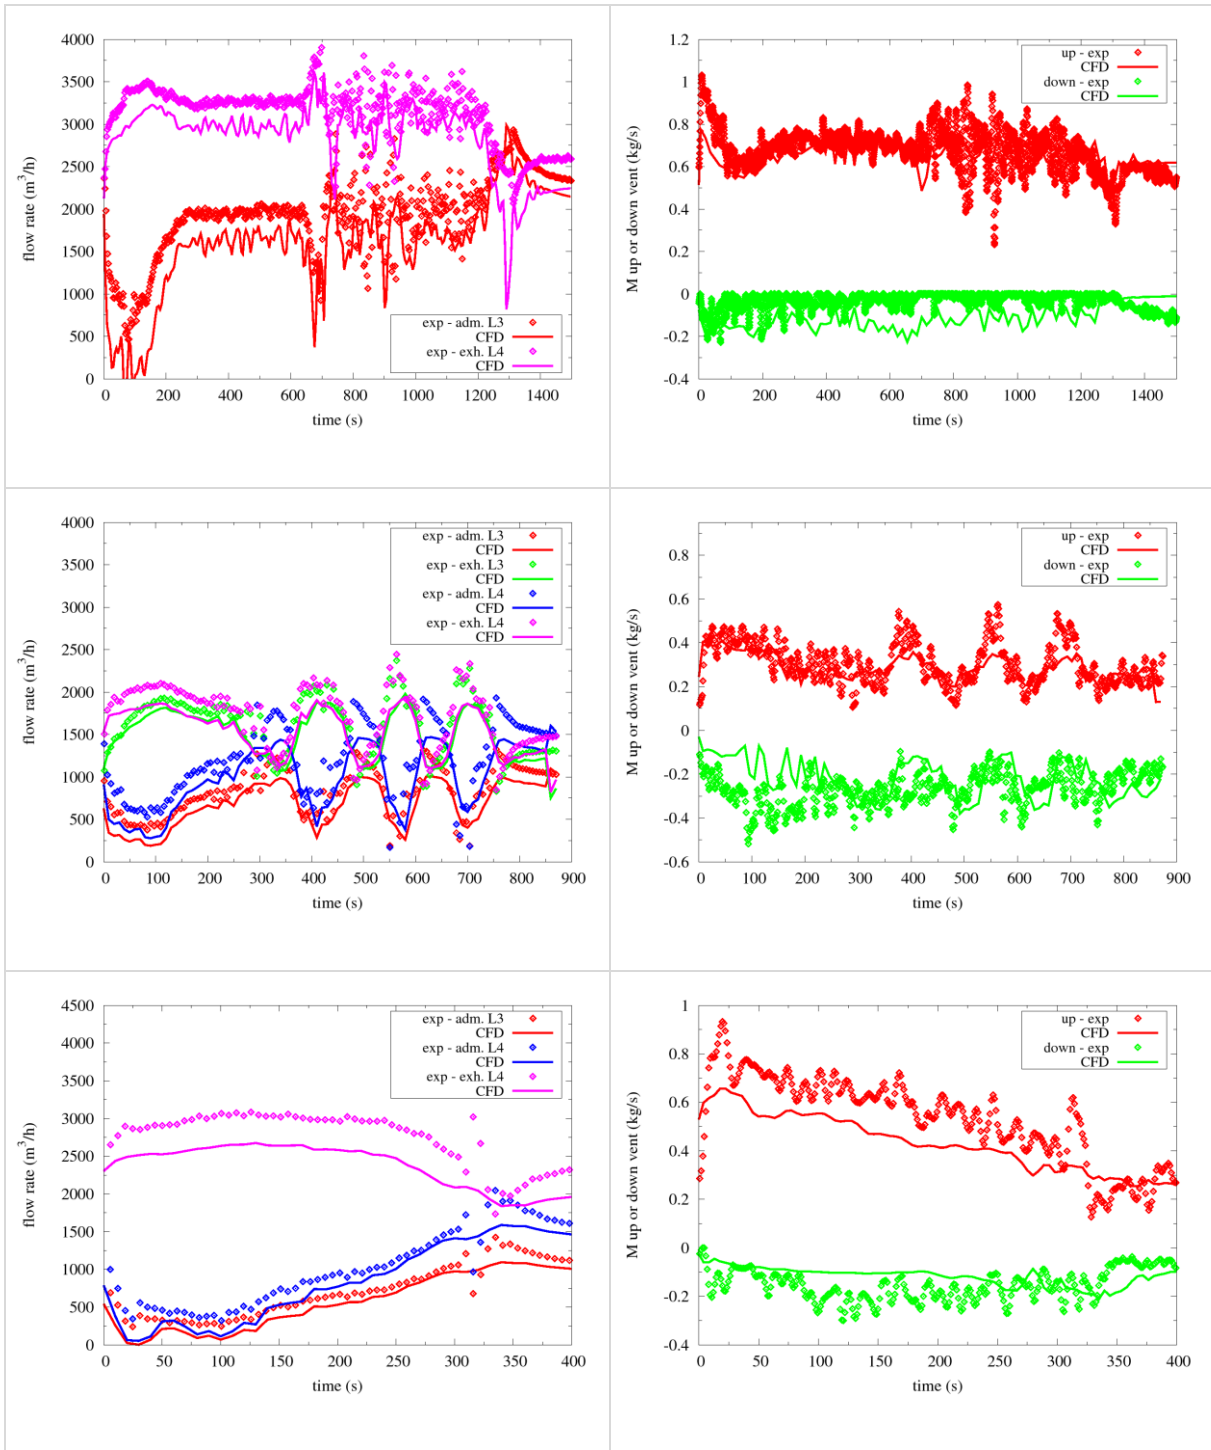 4000
3500
3000
2500
2000
1500
1000
500
0
flow rate (m³/h)
exp - adm. L3
CFD
exp - exh. L4
CFD
0 200 400 600 800 1000 1200 1400
time (s)
1.2
1
0.8
0.6
0.4
0.2
0
-0.2
-0.4
M up or down vent (kg/s)
up - exp
CFD
down - exp
CFD
0 200 400 600 800 1000 1200 1400
time (s)
4000
3500
3000
2500
2000
1500
1000
500
0
flow rate (m³/h)
exp - adm. L3
CFD
exp - exh. L3
CFD
exp - adm. L4
CFD
exp - exh. L4
CFD
0 100 200 300 400 500 600 700 800 900
time (s)
0.8
0.6
0.4
0.2
0
-0.2
-0.4
-0.6
M up or down vent (kg/s)
up - exp
CFD
down - exp
CFD
0 100 200 300 400 500 600 700 800 900
time (s)
4500
4000
3500
3000
2500
2000
1500
1000
500
0
flow rate (m³/h)
exp - adm. L3
CFD
exp - adm. L4
CFD
exp - exh. L4
CFD
0 50 100 150 200 250 300 350 400
time (s)
1
0.8
0.6
0.4
0.2
0
-0.2
-0.4
M up or down vent (kg/s)
up - exp
CFD
down - exp
CFD
0 50 100 150 200 250 300 350 400
time (s)